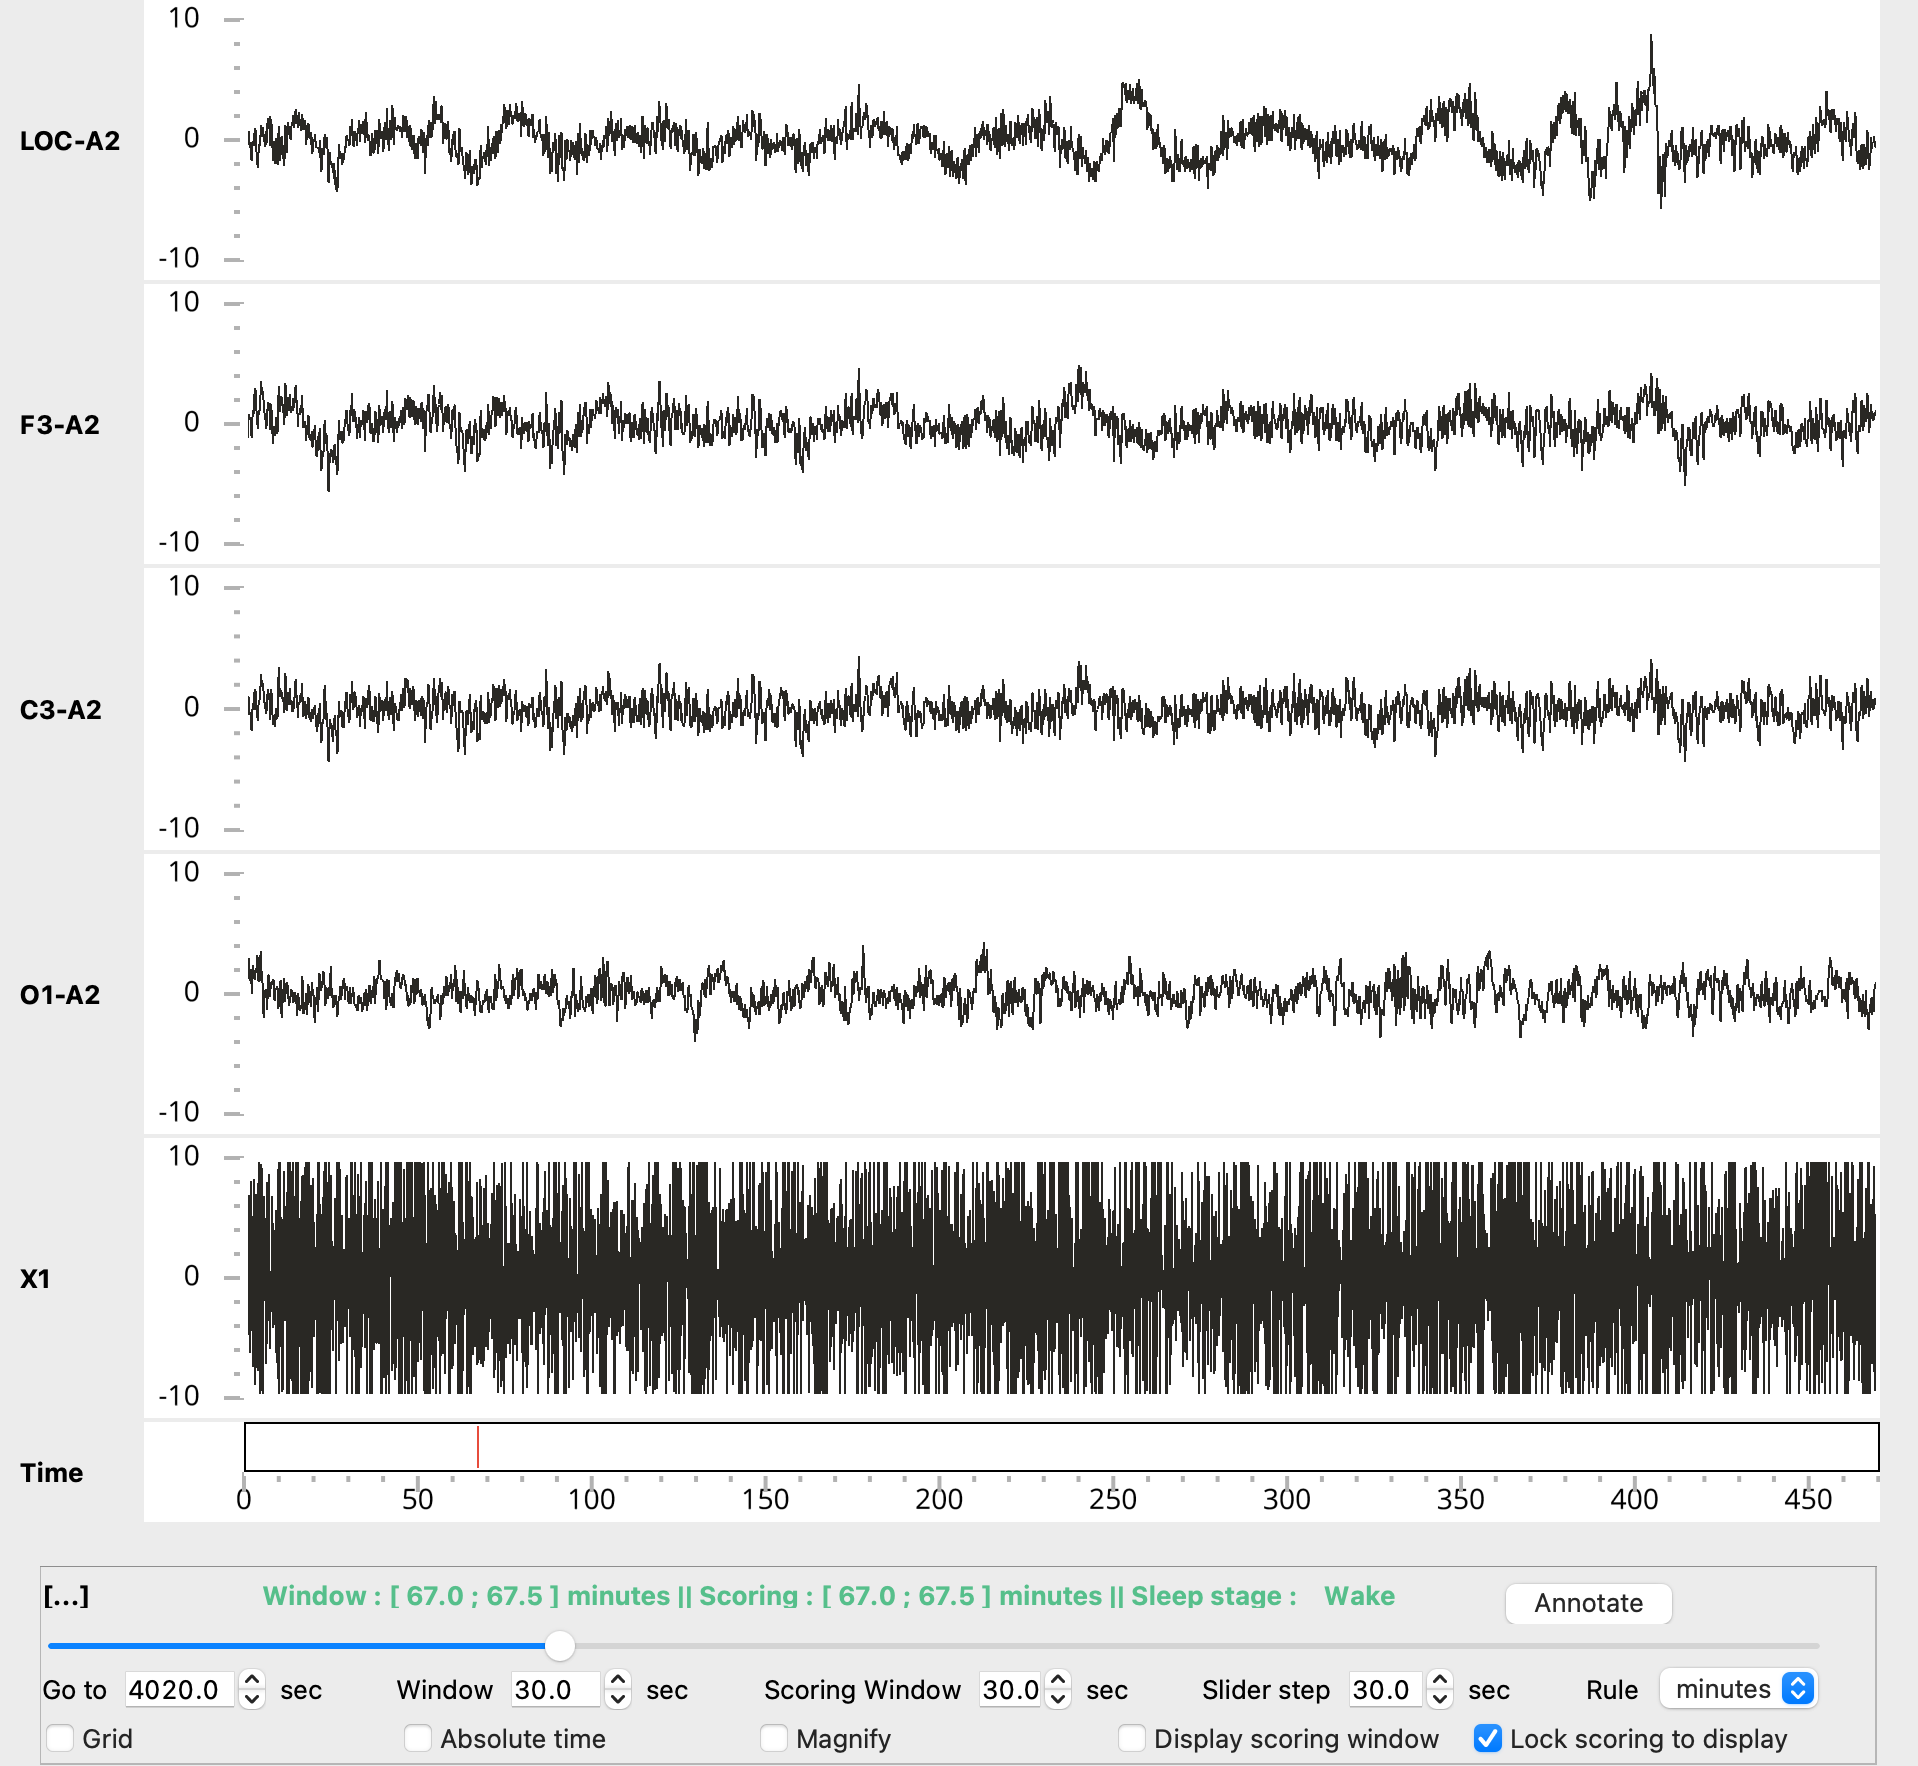 10
LOC-A2 0
-10
10
F3-A2 0
-10
10
C3-A2 0
-10
10
O1-A2 0
-10
10
X1 0
-10
Time
0 50 100 150 200 250 300 350 400 450
[...] Window : [ 67.0 ; 67.5 ] minutes || Scoring : [ 67.0 ; 67.5 ] minutes || Sleep stage : Wake Annotate
Go to 4020.0 sec Window 30.0 sec Scoring Window 30.0 sec Slider step 30.0 sec Rule minutes
Grid Absolute time Magnify Display scoring window Lock scoring to display